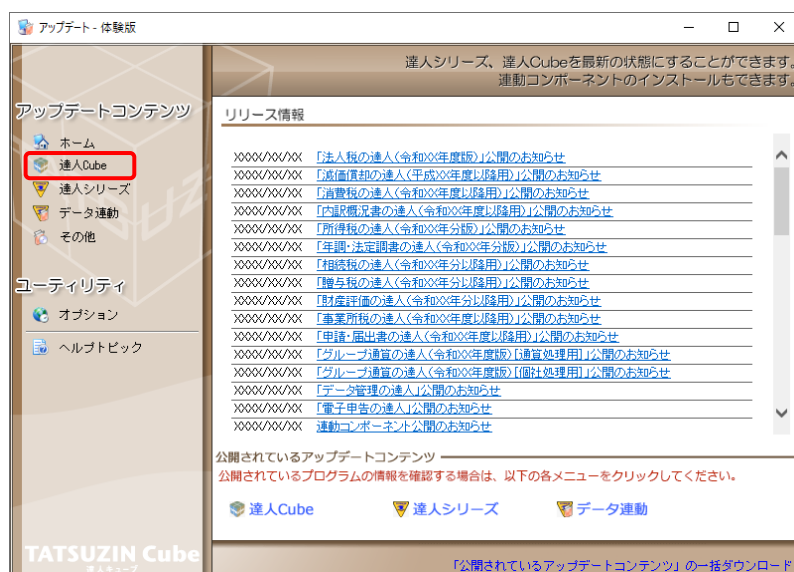 アップデート - 体験版
達人シリーズ、達人Cubeを最新の状態にすることができます。
連動コンポーネントのインストールもできます。
アップデートコンテンツ
ホーム
達人Cube
達人シリーズ
データ連動
その他
ユーティリティ
オプション
ヘルプトピック
リリース情報
XXXX/XX/XX 「法人税の達人(令和XX年度版)」公開のお知らせ
XXXX/XX/XX 「減価償却の達人(平成XX年度以降用)」公開のお知らせ
XXXX/XX/XX 「消費税の達人(令和XX年度以降用)」公開のお知らせ
XXXX/XX/XX 「内訳概況書の達人(令和XX年度以降用)」公開のお知らせ
XXXX/XX/XX 「所得税の達人(令和XX年分版)」公開のお知らせ
XXXX/XX/XX 「年調・法定調書の達人(令和XX年分版)」公開のお知らせ
XXXX/XX/XX 「相続税の達人(令和XX年分以降用)」公開のお知らせ
XXXX/XX/XX 「贈与税の達人(令和XX年分以降用)」公開のお知らせ
XXXX/XX/XX 「財産評価の達人(令和XX年分以降用)」公開のお知らせ
XXXX/XX/XX 「事業所税の達人(令和XX年度以降用)」公開のお知らせ
XXXX/XX/XX 「申請・届出書の達人(令和XX年度以降用)」公開のお知らせ
XXXX/XX/XX 「グループ通算の達人(令和XX年度版)[通算処理用]」公開のお知らせ
XXXX/XX/XX 「グループ通算の達人(令和XX年度版)[個社処理用]」公開のお知らせ
XXXX/XX/XX 「データ管理の達人」公開のお知らせ
XXXX/XX/XX 「電子申告の達人」公開のお知らせ
XXXX/XX/XX 連動コンポーネント公開のお知らせ
公開されているアップデートコンテンツ
公開されているプログラムの情報を確認する場合は、以下の各メニューをクリックしてください。
達人Cube 達人シリーズ データ連動
TATSUZIN Cube
達人キューブ
「公開されているアップデートコンテンツ」の一括ダウンロード